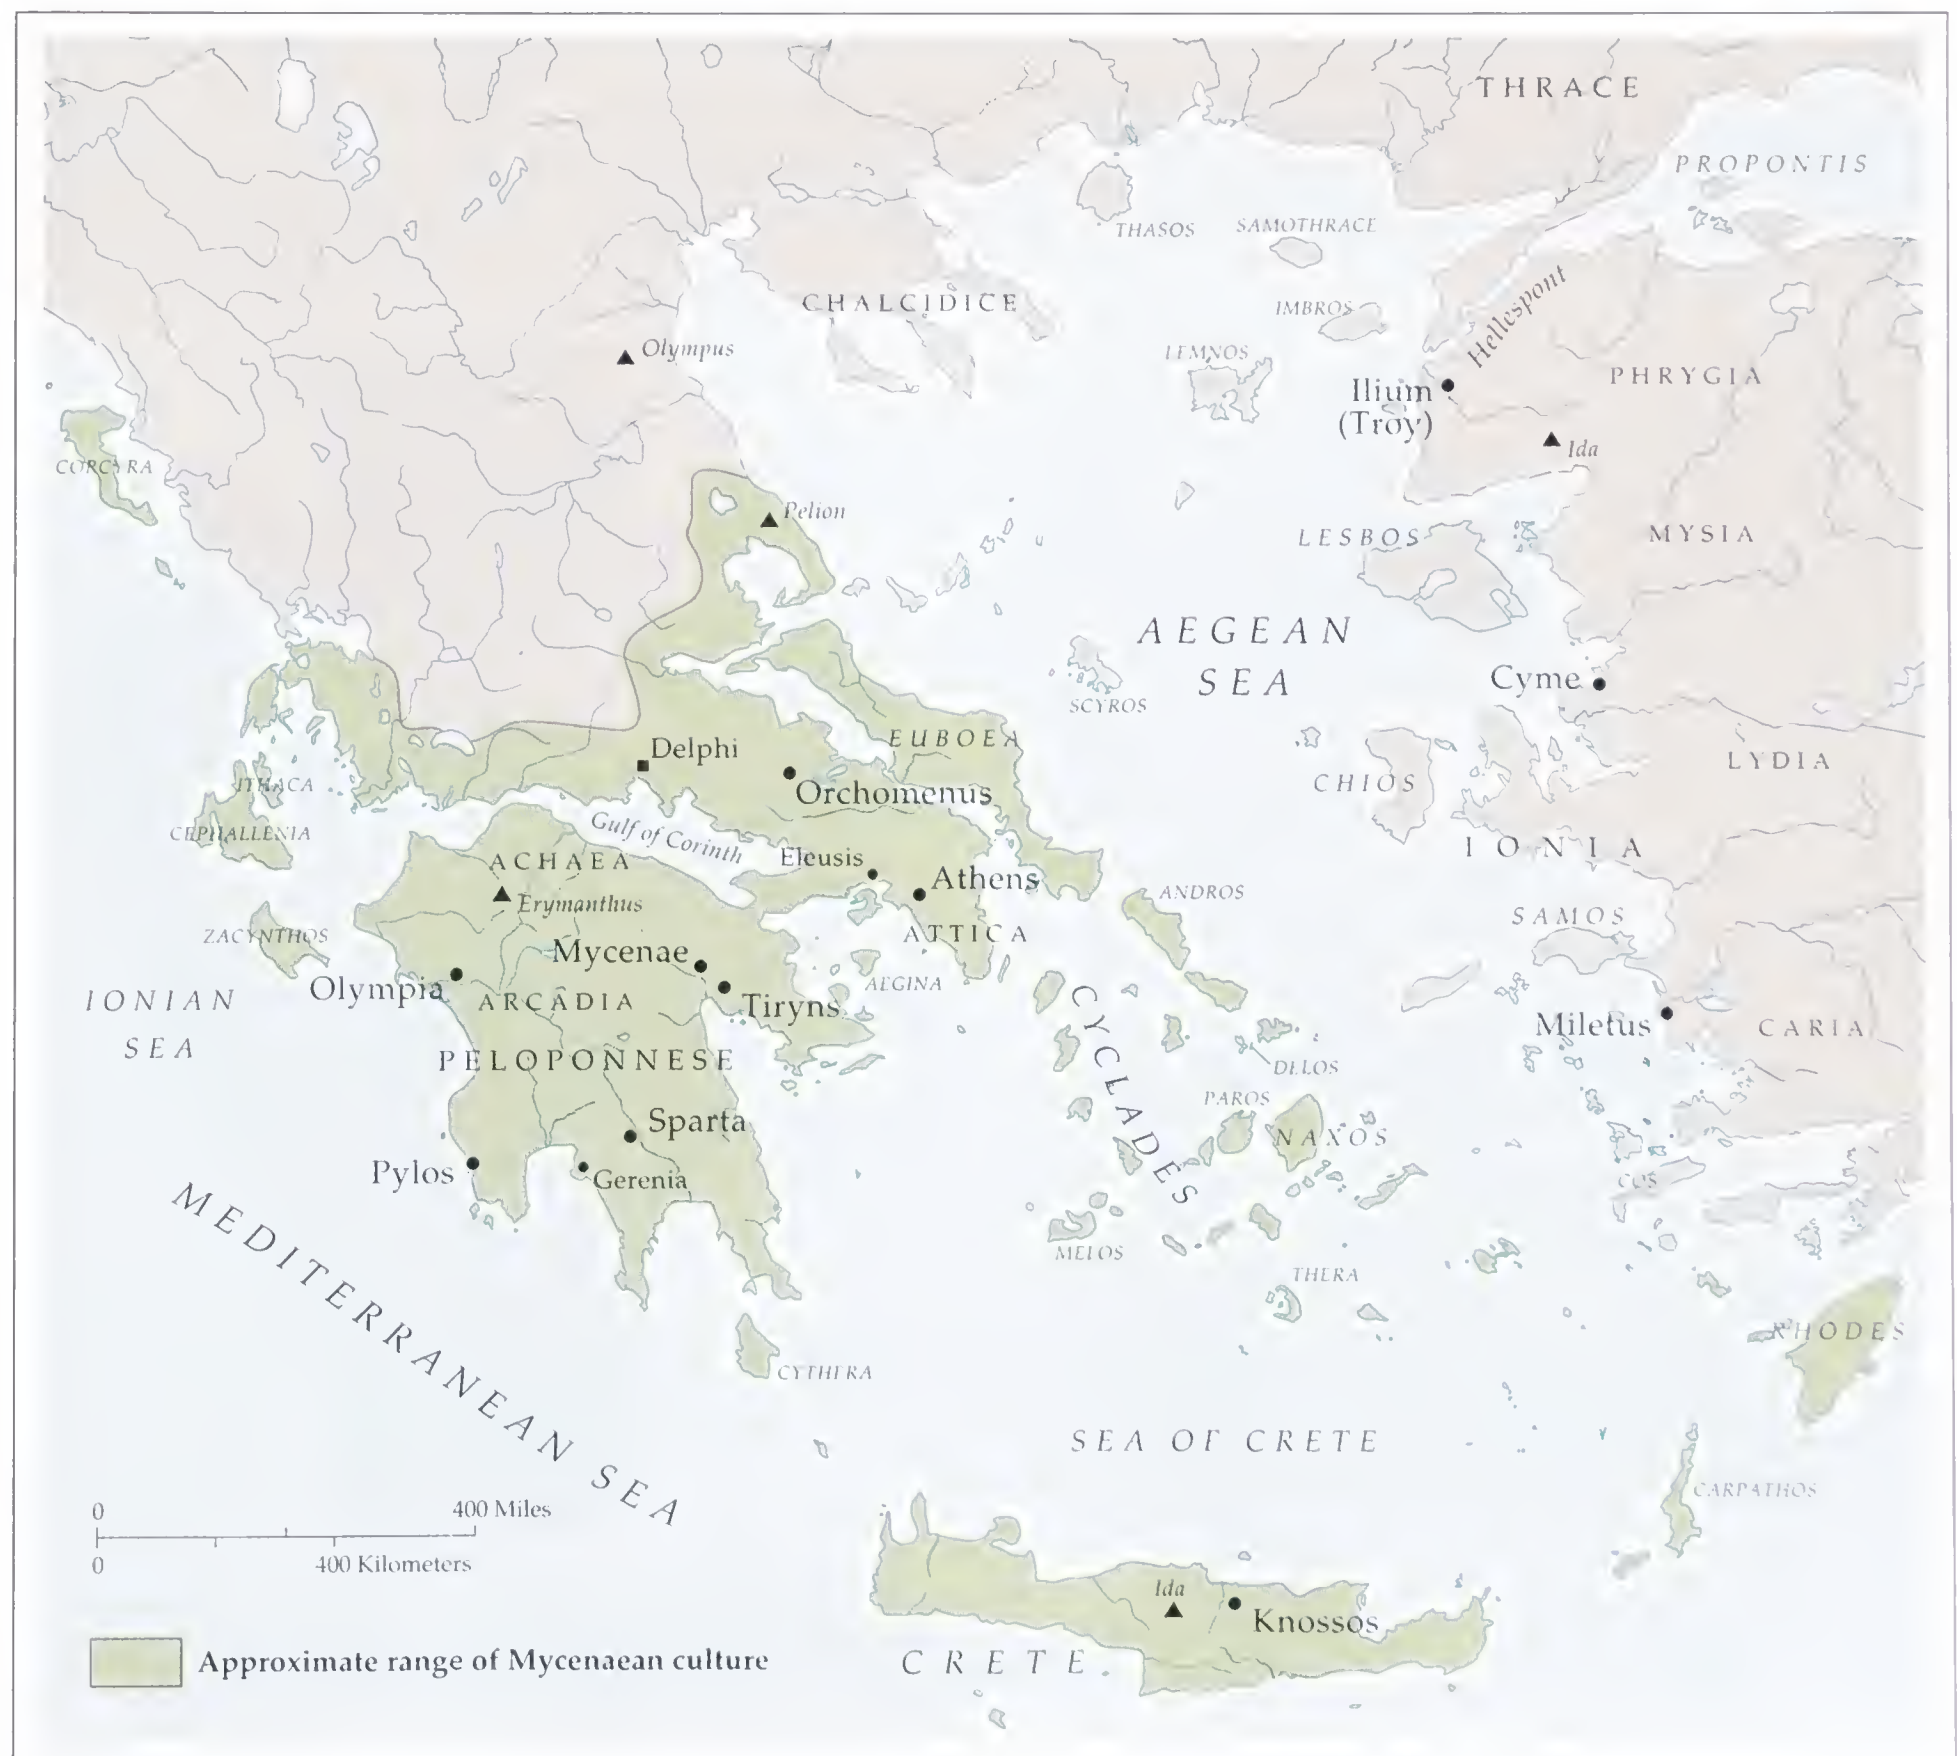 THRACE
PROPONTIS
THASOS
SAMOTHRACE
CHALCIDICE
IMBROS
Hellespont
Olympus
LEMNOS
PHRYGIA
Ilium
(Troy)
Ida
CORCYRA
Pelion
LESBOS
MYSIA
AEGEAN
SEA
Cyme
SCYROS
EUBOEA
Delphi
LYDIA
ITHACA
CHIOS
Orchomenus
CEPHALLENIA
Gulf of Corinth
IONIA
ACHAEA
Eleusis
Athens
Erymanthus
ANDROS
ZACYNTHOS
ATTICA
SAMOS
Mycenae
Olympia
AEGINA
IONIAN
SEA
ARCADIA
Tiryns
CYCLADES
Miletus
CARIA
PELOPONNESE
DELOS
PAROS
Sparta
NAXOS
Pylos
Gerenia
COS
MEDITERRANEAN SEA
MELOS
THERA
RHODES
CYTHERA
SEA OF CRETE
CARPATHOS
0 400 Miles
0 400 Kilometers
Ida
Knossos
CRETE
Approximate range of Mycenaean culture